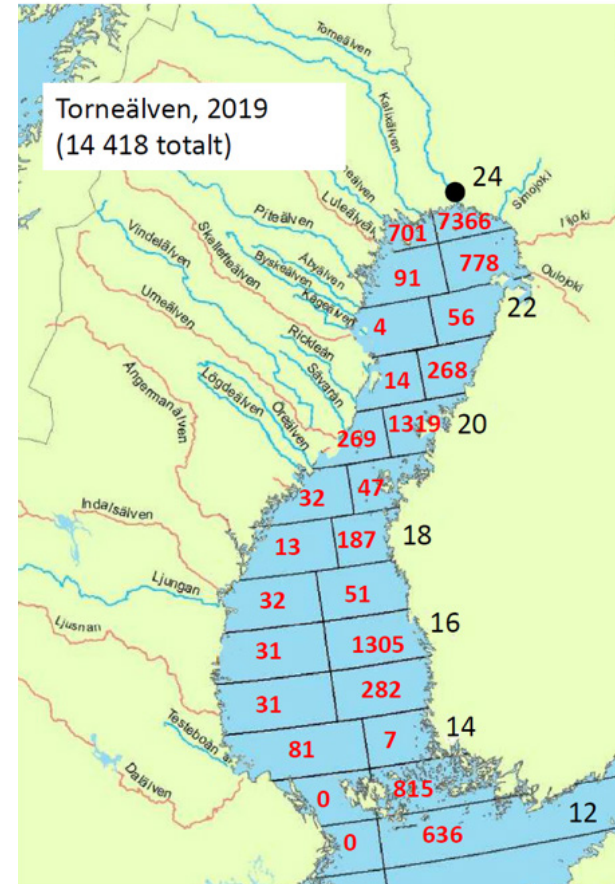 Torneälven, 2019
(14 418 totalt)
Torneälven
Kalixälven
24
Simojoki
Luleälven
Piteälven
Iijoki
701
7366
Vindelälven
Skellefteälven
Åbyälven
Byskeälven
91
778
Oulojoki
Kågeälven
22
Umeälven
4
56
Rickleån
Sävarån
14
268
Ångermanälven
Lögdeälven
Öreälven
269
1319
20
32
47
Indalsälven
13
187
18
Ljungan
32
51
Ljusnan
16
31
1305
31
282
Testeboån
81
7
14
Dalälven
0
815
12
0
636